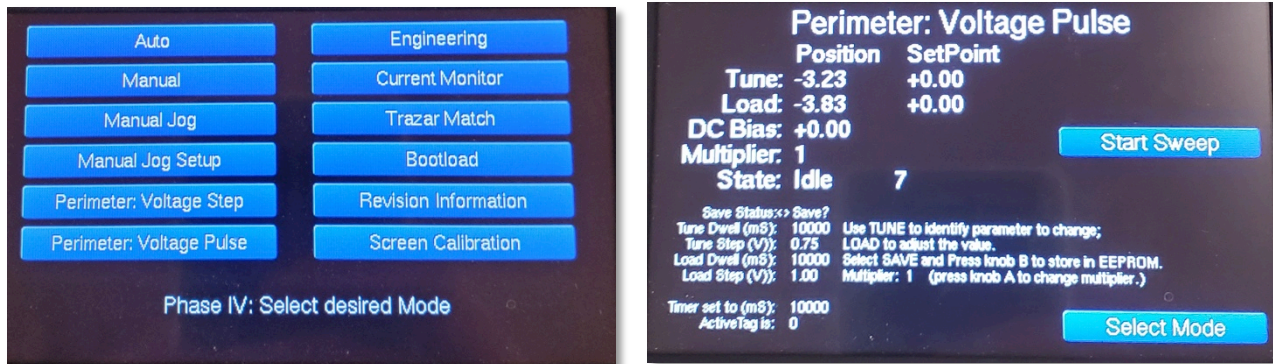 Auto
Engineering
Manual
Current Monitor
Manual Jog
Trazar Match
Manual Jog Setup
Bootload
Perimeter: Voltage Step
Revision Information
Perimeter: Voltage Pulse
Screen Calibration
Phase IV: Select desired Mode
Perimeter: Voltage Pulse
Position SetPoint
Tune: -3.23 +0.00
Load: -3.83 +0.00
DC Bias: +0.00
Multiplier: 1
State: Idle 7
Start Sweep
Save Status:<> Save?
Tune Dwell (mS): 10000 Use TUNE to identify parameter to change;
Tune Step (V)): 0.75 LOAD to adjust the value.
Load Dwell (mS): 10000 Select SAVE and Press knob B to store in EEPROM.
Load Step (V)): 1.00 Multiplier: 1 (press knob A to change multiplier.)
Timer set to (mS): 10000
ActiveTag is: 0
Select Mode